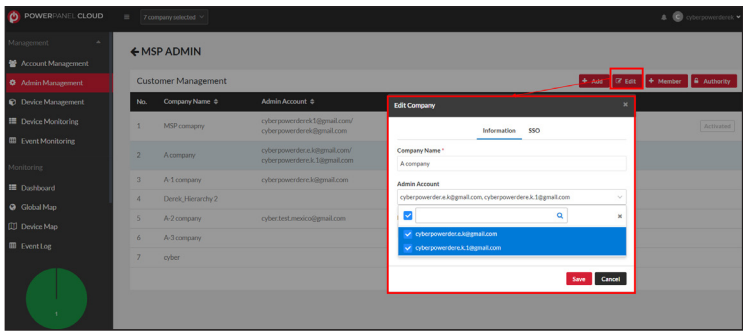 POWERPANEL CLOUD
7 company selected
cyberpowerderek
Management
Account Management
Admin Management
Device Management
Device Monitoring
Event Monitoring
Monitoring
Dashboard
Global Map
Device Map
Event Log
1
MSP ADMIN
Customer Management
+ Add
Edit
+ Member
Authority
No. Company Name Admin Account
1 MSP comapny cyberpowerderek1@gmail.com/
cyberpowerderek@gmail.com
Activated
2 A company cyberpowerder.e.k@gmail.com/
cyberpowerdere.k.1@gmail.com
3 A-1 company cyberpowerdere.k@gmail.com
4 Derek_Hierarchy 2
5 A-2 company cyber.test.mexico@gmail.com
6 A-3 company
7 cyber
Edit Company ×
Information SSO
Company Name *
A company
Admin Account
cyberpowerder.e.k@gmail.com, cyberpowerdere.k.1@gmail.com
×
cyberpowerder.e.k@gmail.com
cyberpowerdere.k.1@gmail.com
Save Cancel